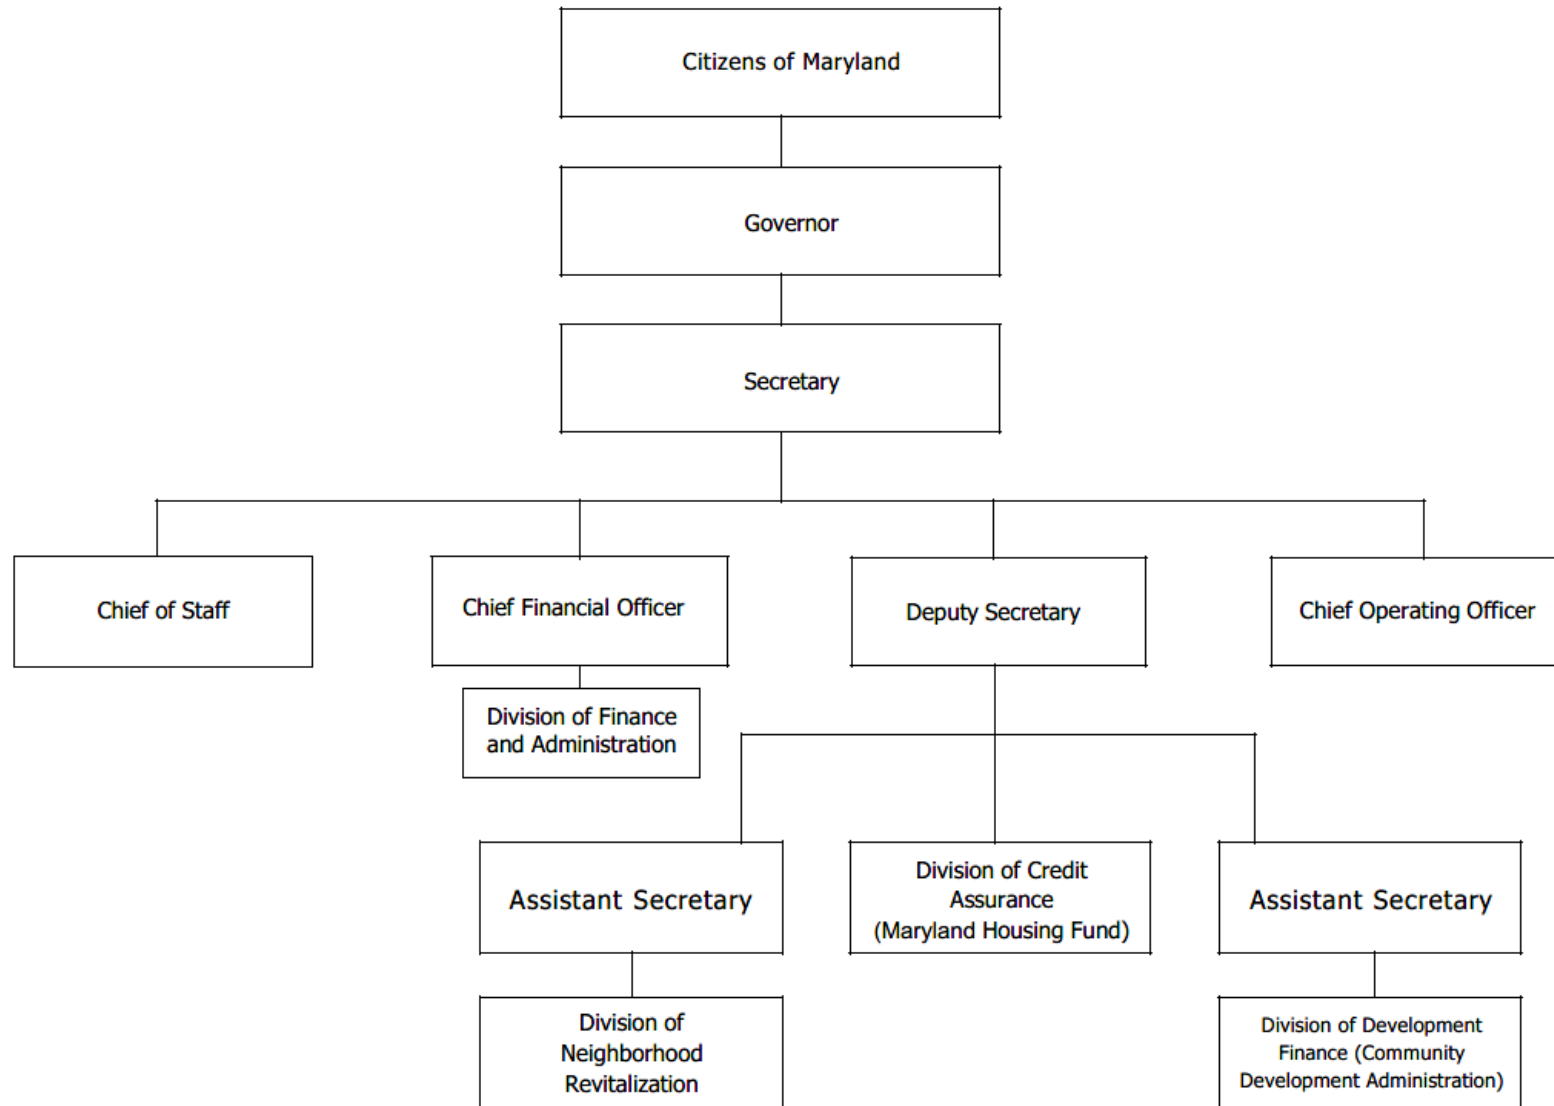 Citizens of Maryland
Governor
Secretary
Chief of Staff
Chief Financial Officer
Deputy Secretary
Chief Operating Officer
Division of Finance
and Administration
Assistant Secretary
Division of Credit
Assurance
(Maryland Housing Fund)
Assistant Secretary
Division of
Neighborhood
Revitalization
Division of Development
Finance (Community
Development Administration)